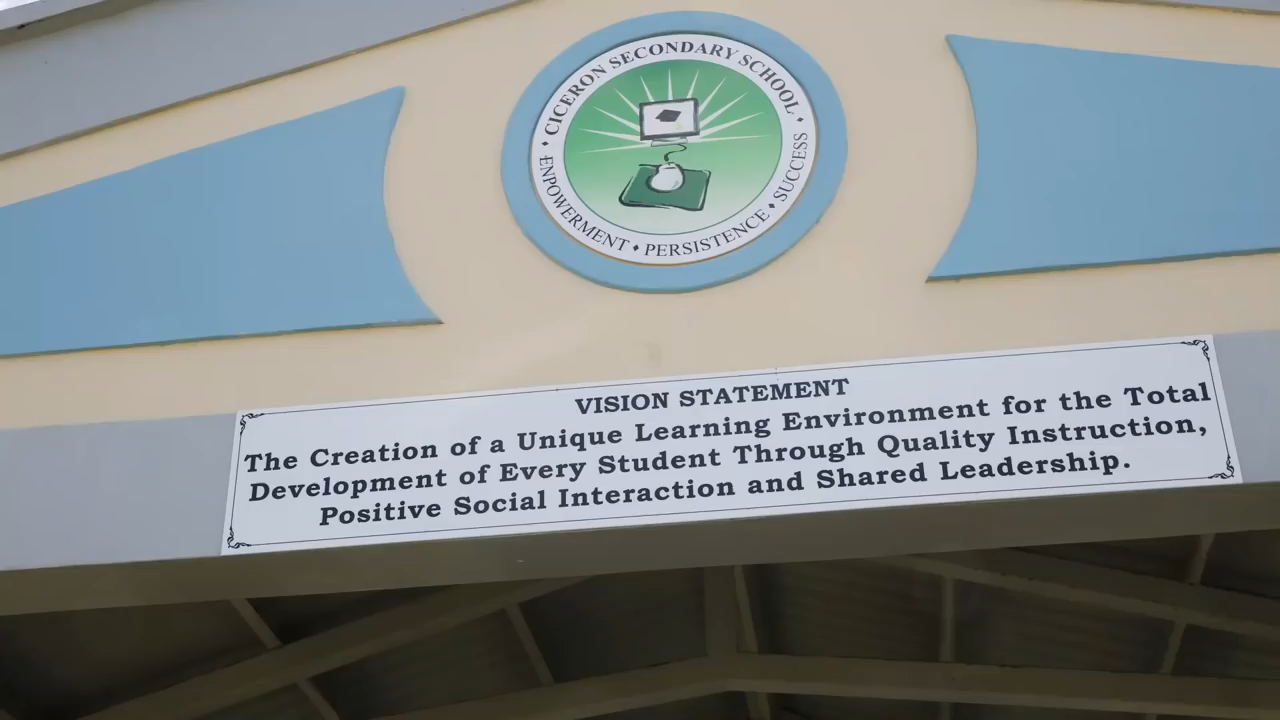 CICERON SECONDARY SCHOOL
ENPOWERMENT ♦ PERSISTENCE ♦ SUCCESS
VISION STATEMENT
The Creation of a Unique Learning Environment for the Total
Development of Every Student Through Quality Instruction,
Positive Social Interaction and Shared Leadership.